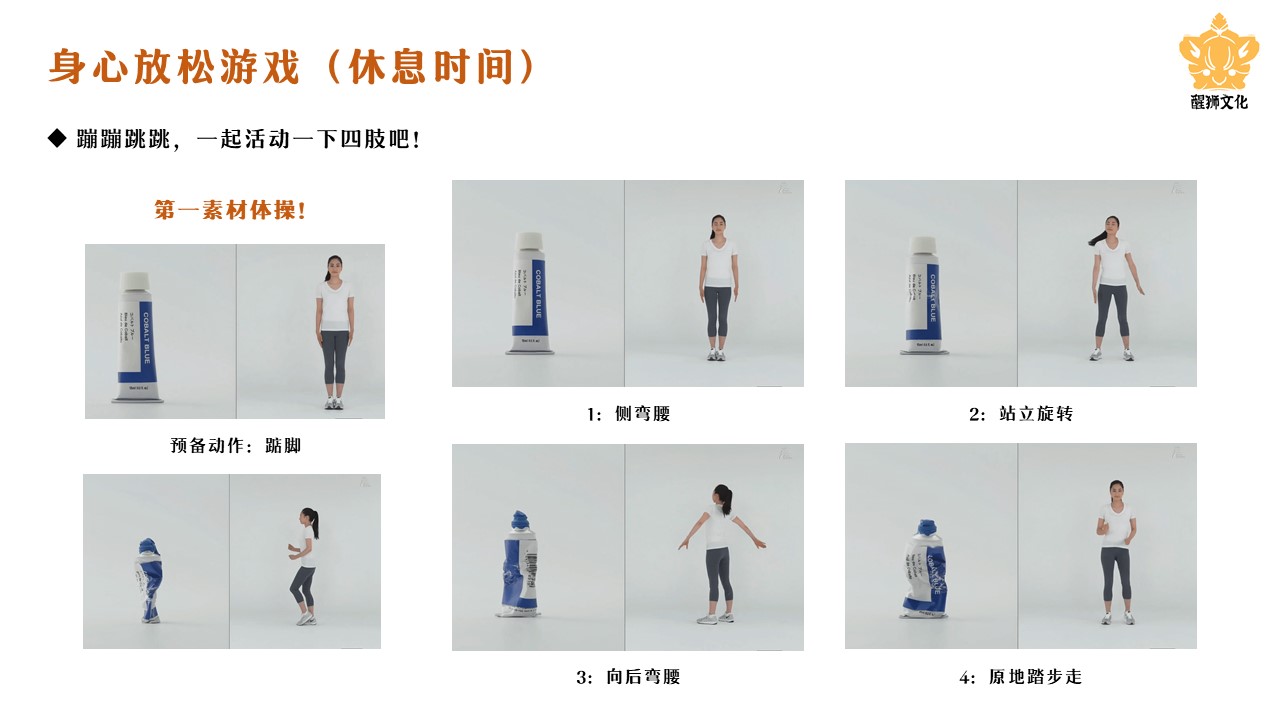 身心放松游戏（休息时间）
醒狮文化
◆ 蹦蹦跳跳，一起活动一下四肢吧！
第一素材体操！
COBALT BLUE
COBALT BLUE
COBALT BLUE
预备动作：踮脚
1：侧弯腰
2：站立旋转
COBALT BLUE
3：向后弯腰
4：原地踏步走